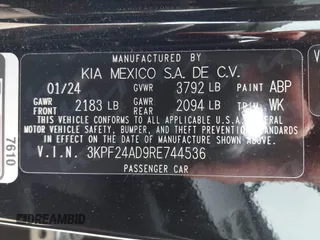 MANUFACTURED BY
KIA MEXICO S.A. DE C.V.
01/24 GVWR 3792 LB PAINT ABP
GAWR FRONT 2183 LB GAWR REAR 2094 LB TRIM WK
THIS VEHICLE CONFORMS TO ALL APPLICABLE U.S. FEDERAL
MOTOR VEHICLE SAFETY, BUMPER, AND THEFT PREVENTION
STANDARDS IN EFFECT ON THE DATE OF MANUFACTURE SHOWN ABOVE.
V.I.N. 3KPF24AD9RE744536
PASSENGER CAR
7610
DREAMBID